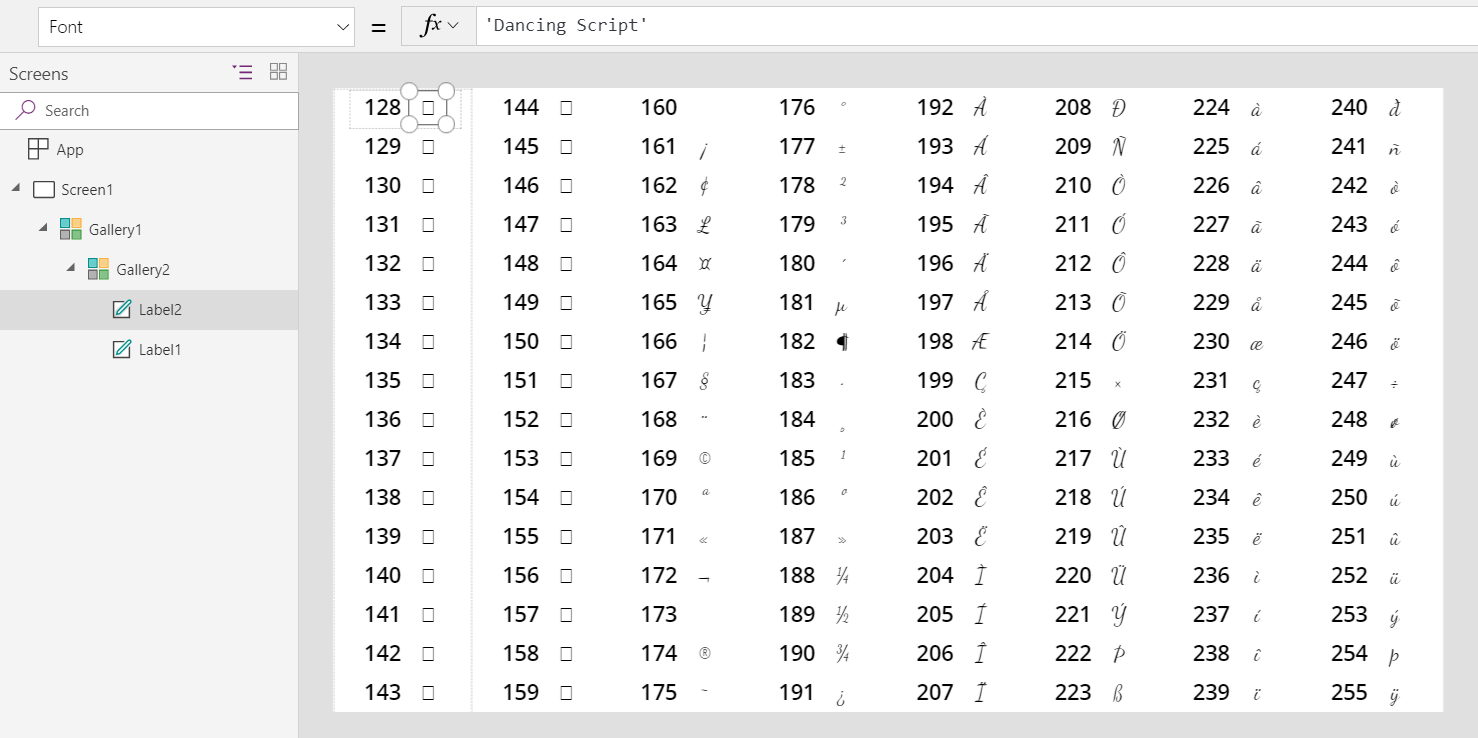 Font = fx 'Dancing Script'
Screens
Search
App
Screen1
Gallery1
Gallery2
Label2
Label1
128 □ 144 □ 160 176 ° 192 À 208 Ð 224 à 240 ð
129 □ 145 □ 161 ¡ 177 ± 193 Á 209 Ñ 225 á 241 ñ
130 □ 146 □ 162 ¢ 178 ² 194 Â 210 Ò 226 â 242 ò
131 □ 147 □ 163 £ 179 ³ 195 Ã 211 Ó 227 ã 243 ó
132 □ 148 □ 164 ¤ 180 ´ 196 Ä 212 Ô 228 ä 244 ô
133 □ 149 □ 165 ¥ 181 µ 197 Å 213 Õ 229 å 245 õ
134 □ 150 □ 166 ¦ 182 ¶ 198 Æ 214 Ö 230 æ 246 ö
135 □ 151 □ 167 § 183 · 199 Ç 215 × 231 ç 247 ÷
136 □ 152 □ 168 ¨ 184 ¸ 200 È 216 Ø 232 è 248 ø
137 □ 153 □ 169 © 185 ¹ 201 É 217 Ù 233 é 249 ù
138 □ 154 □ 170 ª 186 º 202 Ê 218 Ú 234 ê 250 ú
139 □ 155 □ 171 « 187 » 203 Ë 219 Û 235 ë 251 û
140 □ 156 □ 172 ¬ 188 ¼ 204 Ì 220 Ü 236 ì 252 ü
141 □ 157 □ 173 189 ½ 205 Í 221 Ý 237 í 253 ý
142 □ 158 □ 174 ® 190 ¾ 206 Î 222 Þ 238 î 254 þ
143 □ 159 □ 175 ¯ 191 ¿ 207 Ï 223 ß 239 ï 255 ÿ